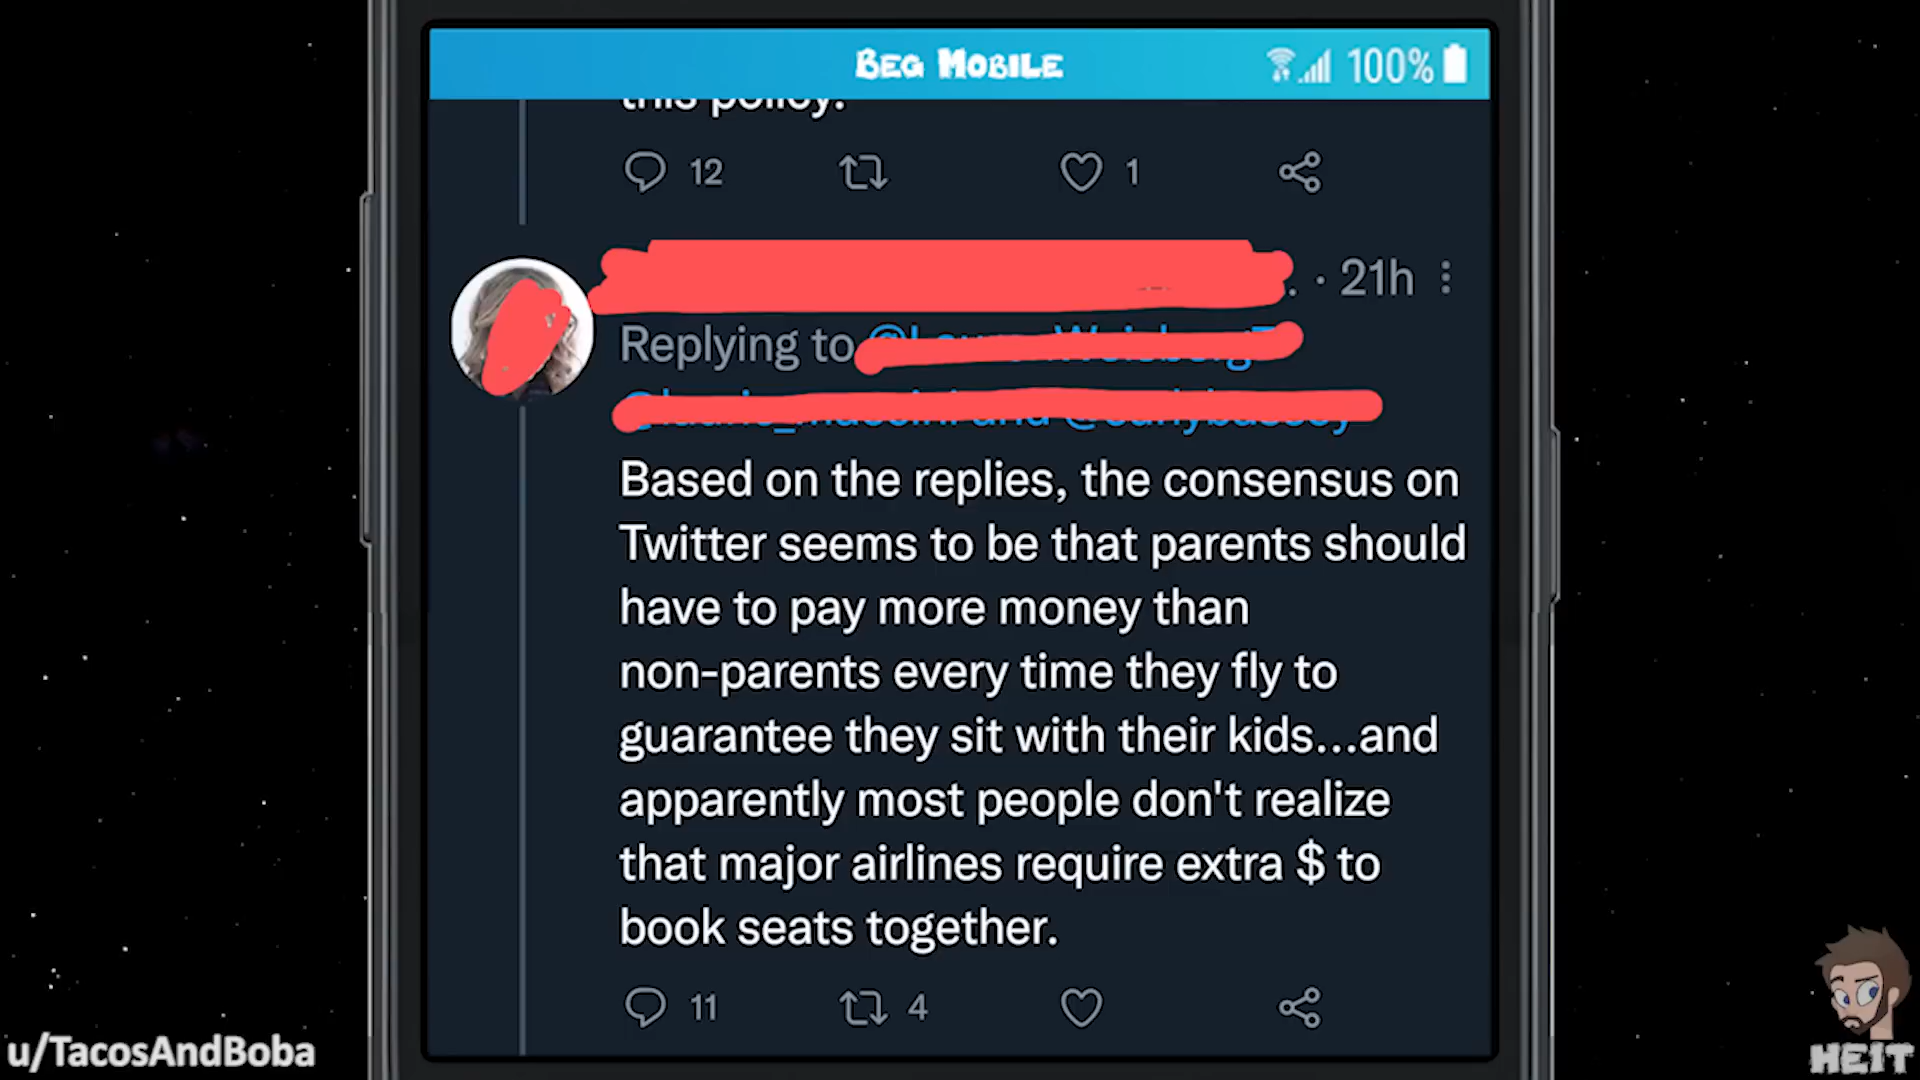 BEG MOBILE
100%
this policy.
12
1
. · 21h
Replying to
Based on the replies, the consensus on
Twitter seems to be that parents should
have to pay more money than
non-parents every time they fly to
guarantee they sit with their kids...and
apparently most people don't realize
that major airlines require extra $ to
book seats together.
11
4
u/TacosAndBoba
HEIT